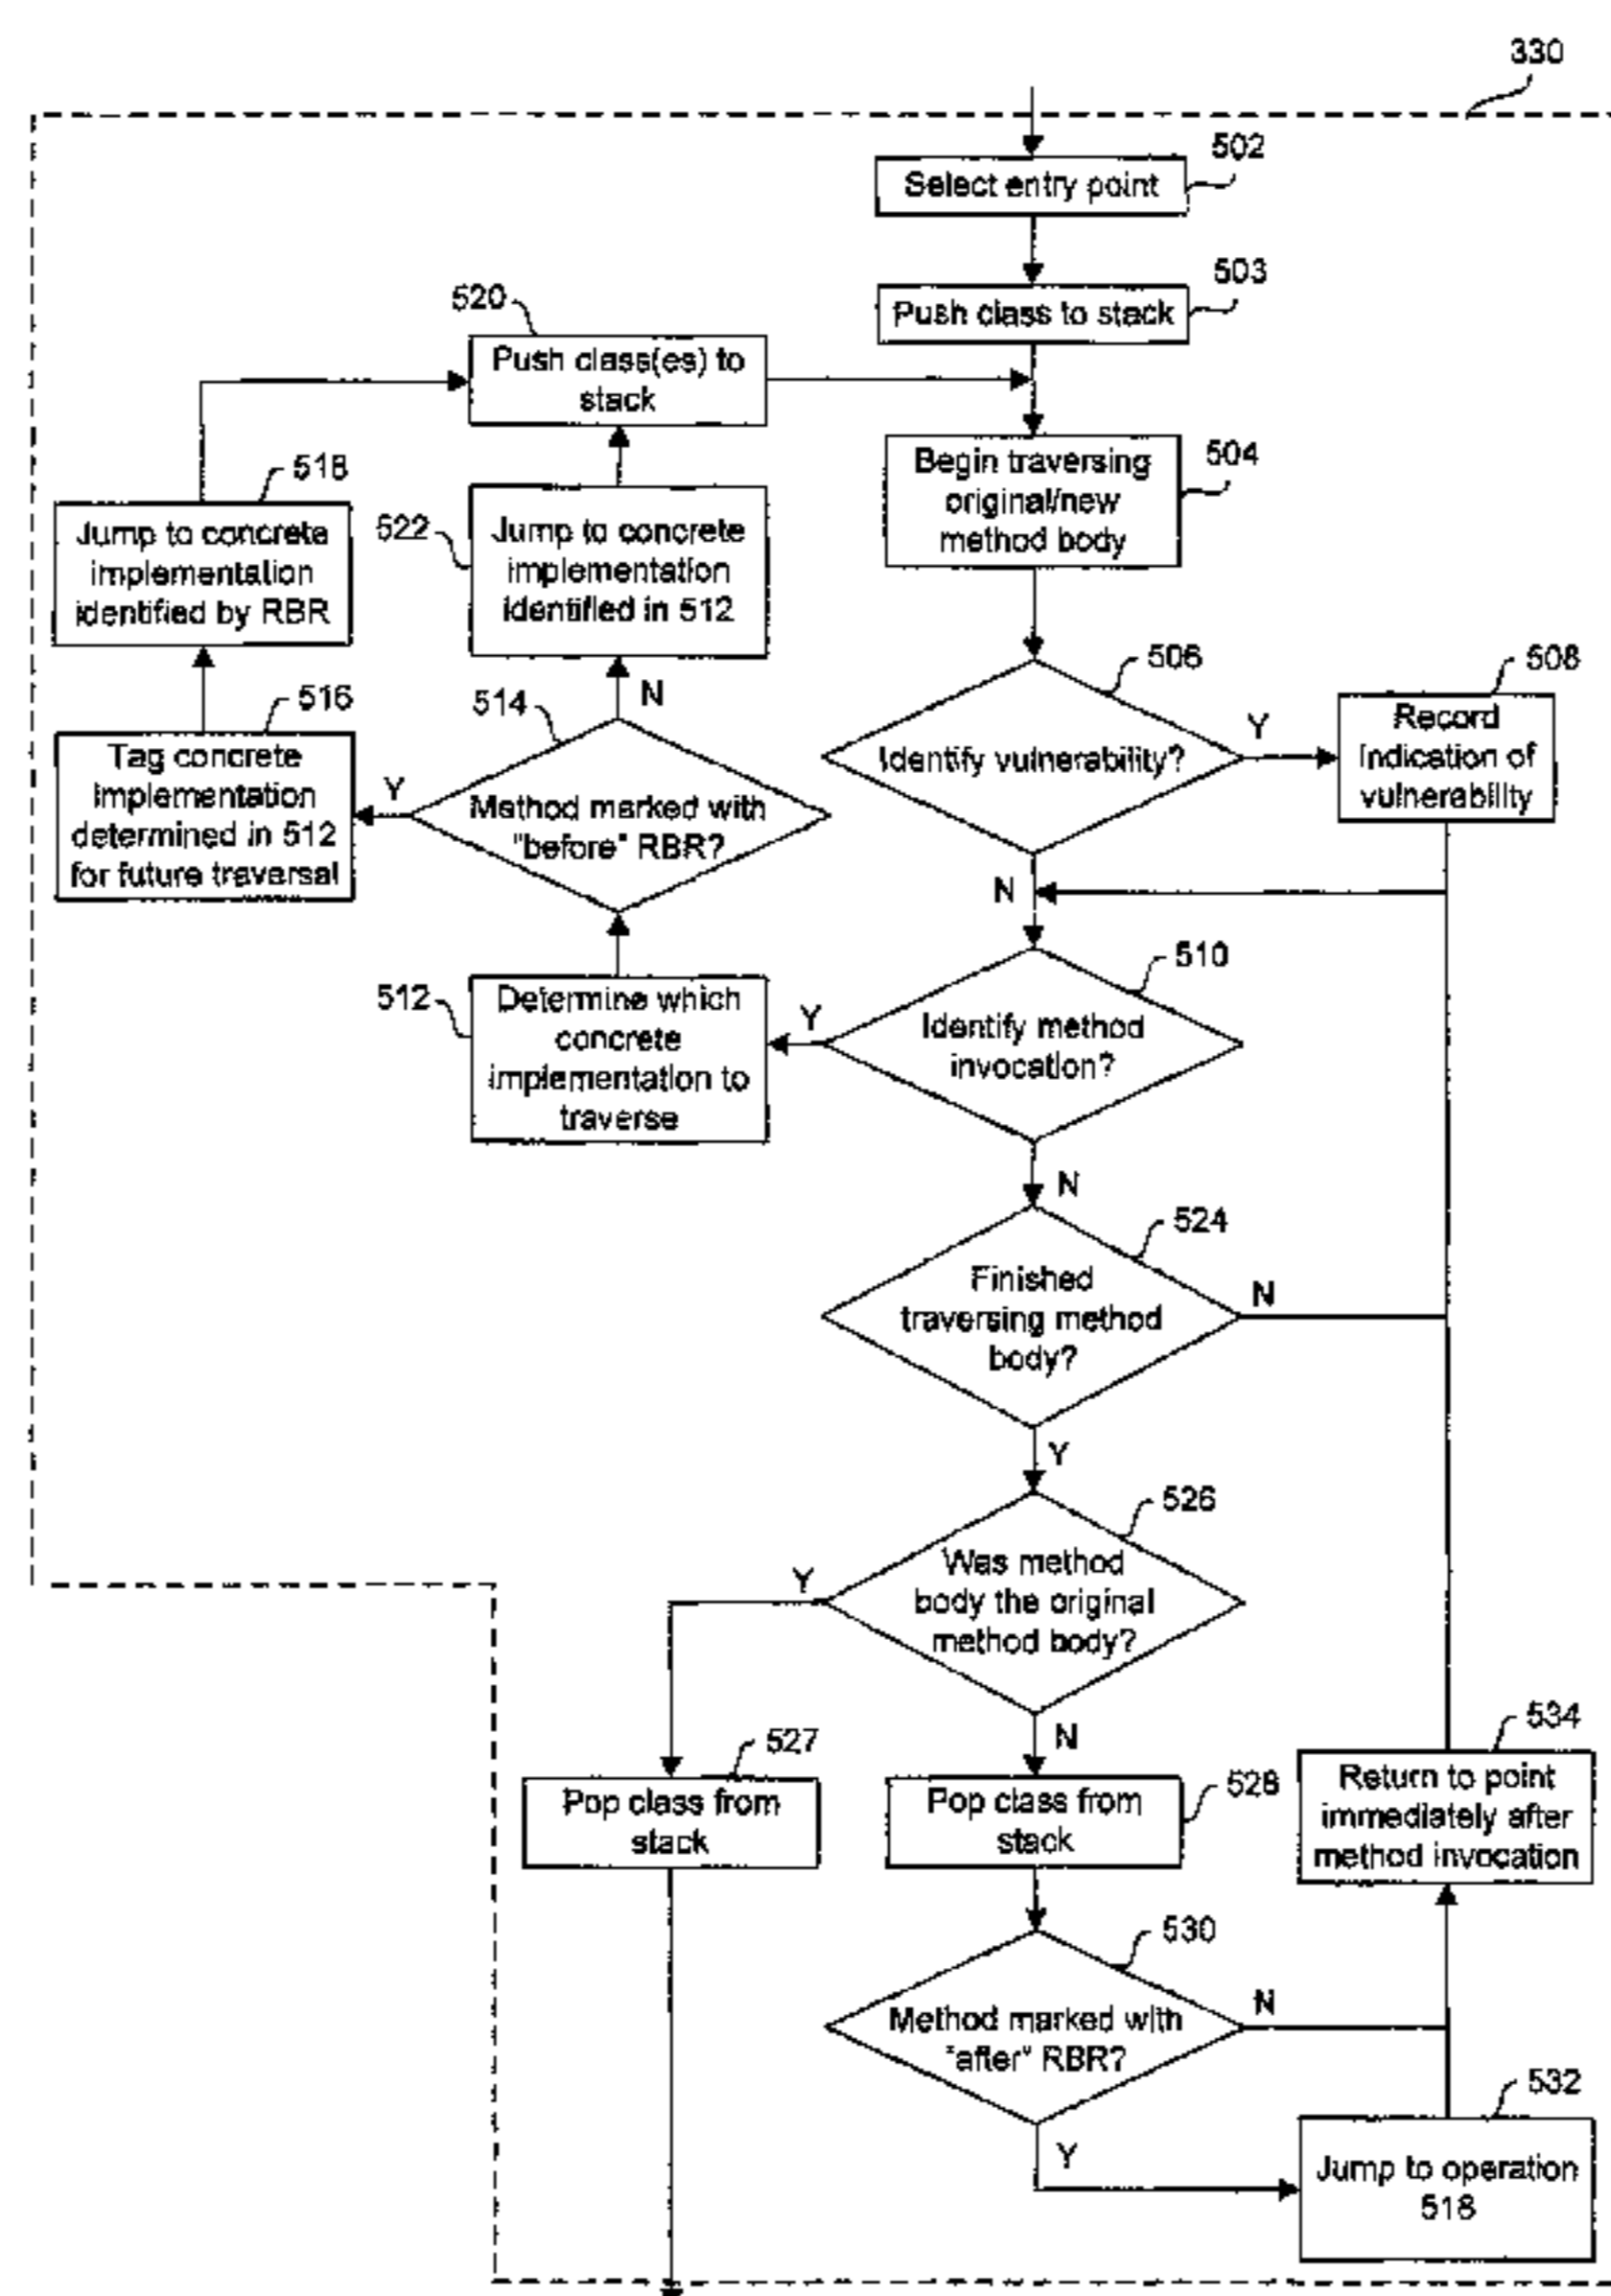 330
502
Select entry point
503
Push class to stack
520
Push class(es) to
stack
504
Begin traversing
original/new
method body
518
Jump to concrete
implementation
identified by RBR
522
Jump to concrete
implementation
identified in 512
506
Identify vulnerability?
Y
N
508
Record
indication of
vulnerability
516
Tag concrete
implementation
determined in 512
for future traversal
514
Method marked with
"before" RBR?
Y
N
510
Identify method
invocation?
Y
N
512
Determine which
concrete
implementation to
traverse
524
Finished
traversing method
body?
N
Y
526
Was method
body the original
method body?
Y
N
527
Pop class from
stack
528
Pop class from
stack
534
Return to point
immediately after
method invocation
530
Method marked with
"after" RBR?
N
Y
532
Jump to operation
518